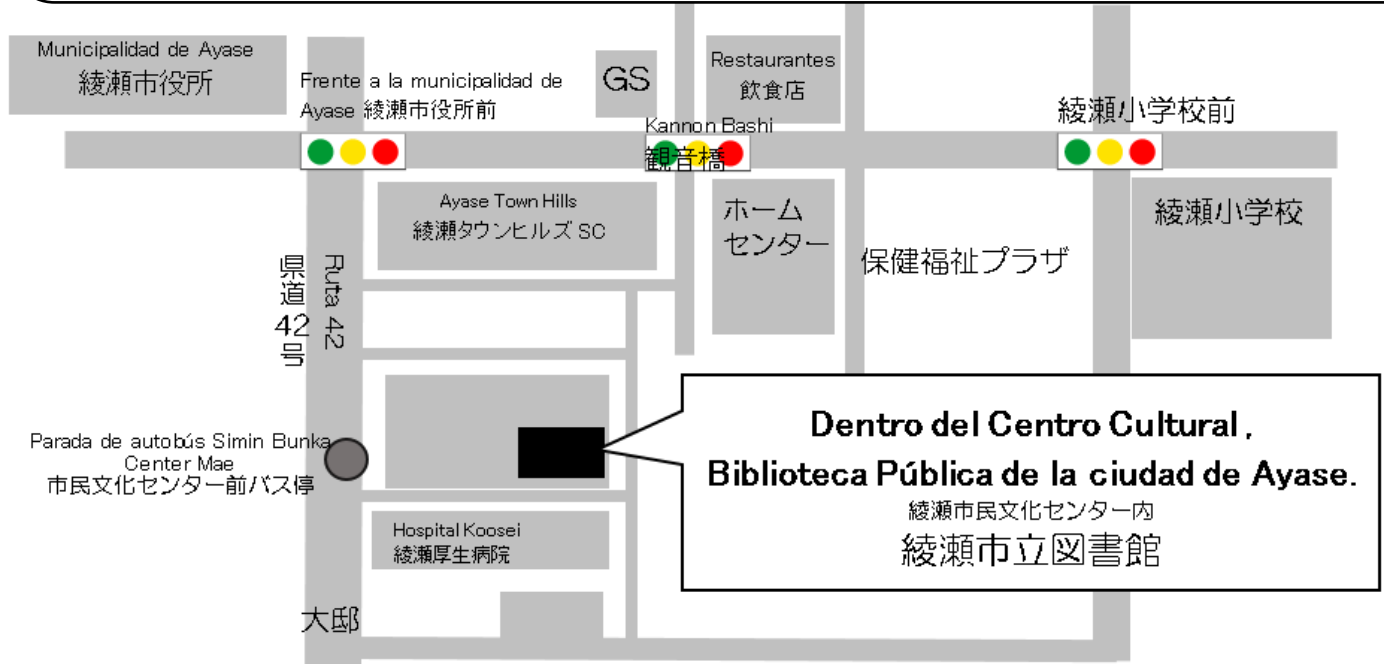 Municipalidad de Ayase
綾瀬市役所
Frente a la municipalidad de
Ayase 綾瀬市役所前
GS
Restaurantes
飲食店
Kannon Bashi
観音橋
綾瀬小学校前
Ayase Town Hills
綾瀬タウンヒルズ SC
ホーム
センター
保健福祉プラザ
綾瀬小学校
県道42号
Ruta 42
Parada de autobús Simin Bunka
Center Mae
市民文化センター前バス停
Dentro del Centro Cultural,
Biblioteca Pública de la ciudad de Ayase.
綾瀬市民文化センター内
綾瀬市立図書館
Hospital Koosei
綾瀬厚生病院
大邸